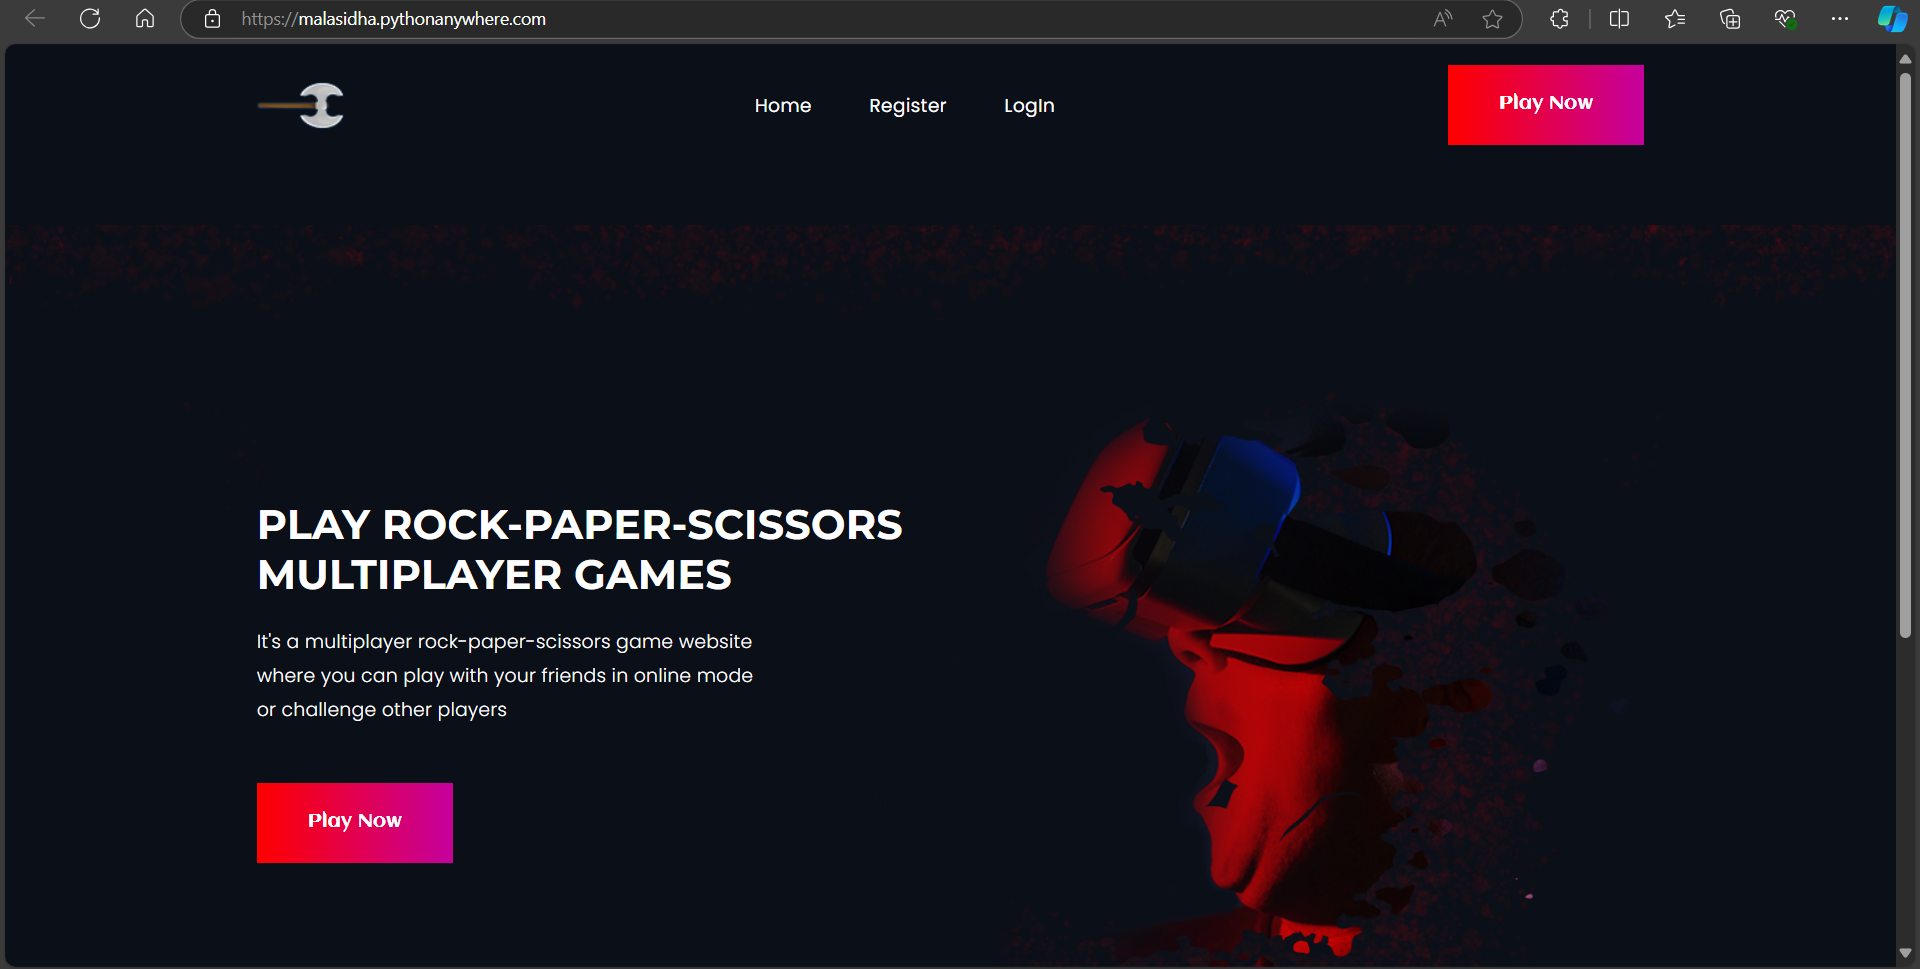 https://malasidha.pythonanywhere.com
Home
Register
LogIn
Play Now
PLAY ROCK-PAPER-SCISSORS
MULTIPLAYER GAMES
It's a multiplayer rock-paper-scissors game website
where you can play with your friends in online mode
or challenge other players
Play Now